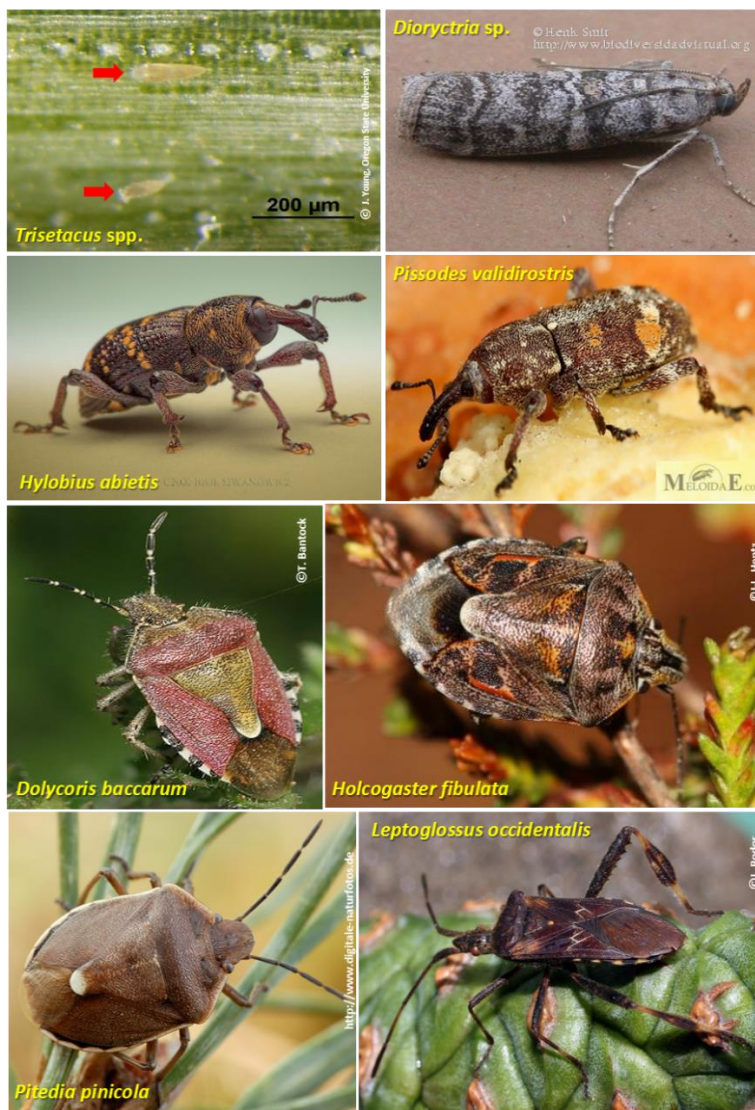 Dioryctria sp.
© Henk Smit
http://www.biodiversidadvirtual.org
© J. Young, Oregon State University
200 µm
Trisetacus spp.
Pissodes validirostris
Hylobius abietis
MELOIDAE.co
©T. Bantock
Dolycoris baccarum
Holcogaster fibulata
Leptoglossus occidentalis
http://www.digitale-naturfotos.de
Pitedia pinicola